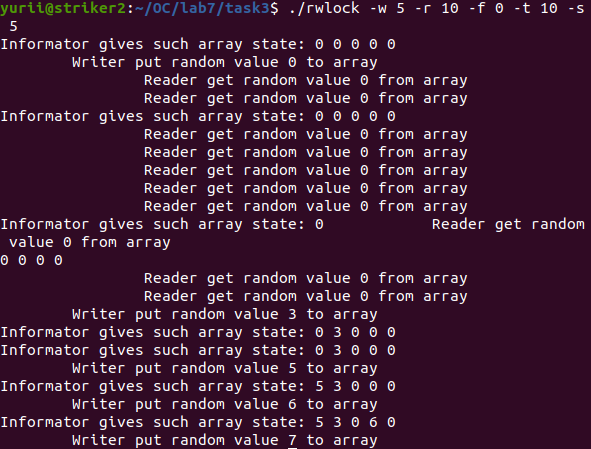 yurii@striker2:~/OC/lab7/task3$ ./rwlock -w 5 -r 10 -f 0 -t 10 -s
 5
Informator gives such array state: 0 0 0 0 0
        Writer put random value 0 to array
                Reader get random value 0 from array
                Reader get random value 0 from array
Informator gives such array state: 0 0 0 0 0
                Reader get random value 0 from array
                Reader get random value 0 from array
                Reader get random value 0 from array
                Reader get random value 0 from array
                Reader get random value 0 from array
Informator gives such array state: 0            Reader get random
 value 0 from array
0 0 0 0
                Reader get random value 0 from array
                Reader get random value 0 from array
        Writer put random value 3 to array
Informator gives such array state: 0 3 0 0 0
Informator gives such array state: 0 3 0 0 0
        Writer put random value 5 to array
Informator gives such array state: 5 3 0 0 0
        Writer put random value 6 to array
Informator gives such array state: 5 3 0 6 0
        Writer put random value 7 to array